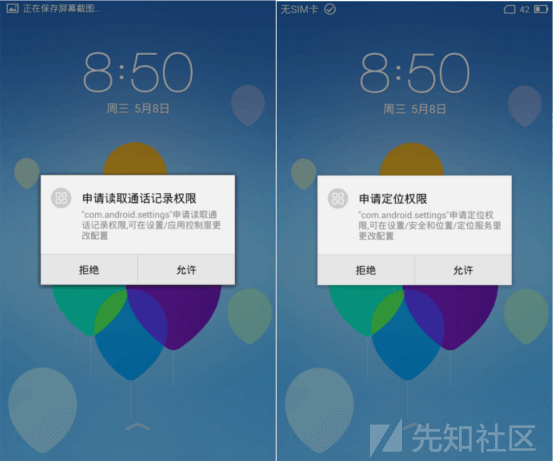 正在保存屏幕截图...
8:50
周三 5月8日
申请读取通话记录权限
"com.android.settings"申请读取通
话记录权限,可在设置/应用控制里更
改配置
拒绝
允许
无SIM卡
42
8:50
周三 5月8日
申请定位权限
"com.android.settings"申请定位权
限,可在设置/安全和位置/定位服务里
更改配置
拒绝
允许
先知社区